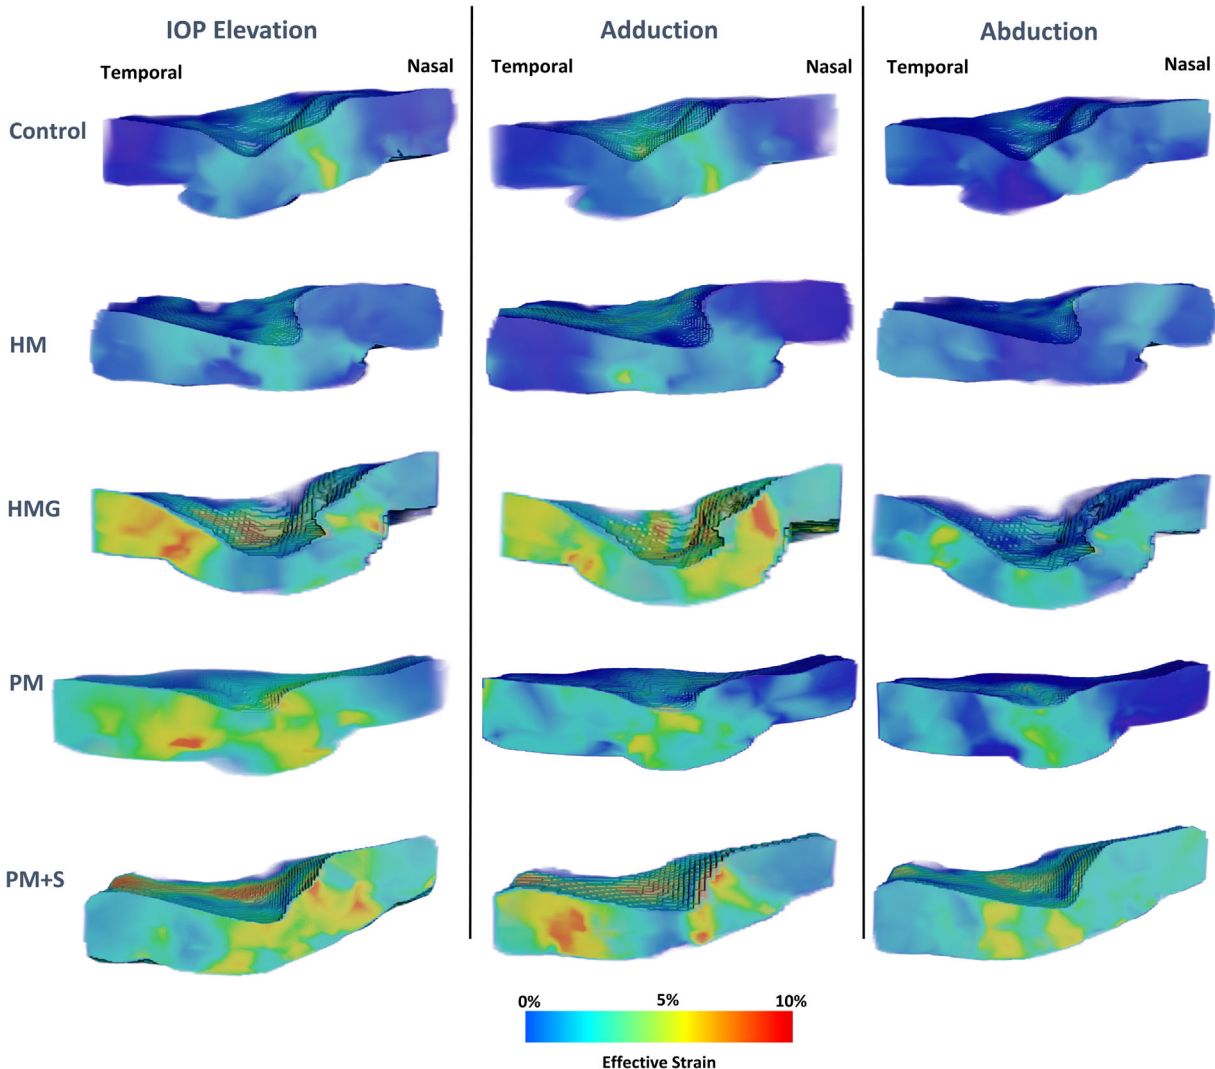 IOP Elevation
Adduction
Abduction
Temporal
Nasal
Temporal
Nasal
Temporal
Nasal
Control
HM
HMG
PM
PM+S
0%
5%
10%
Effective Strain